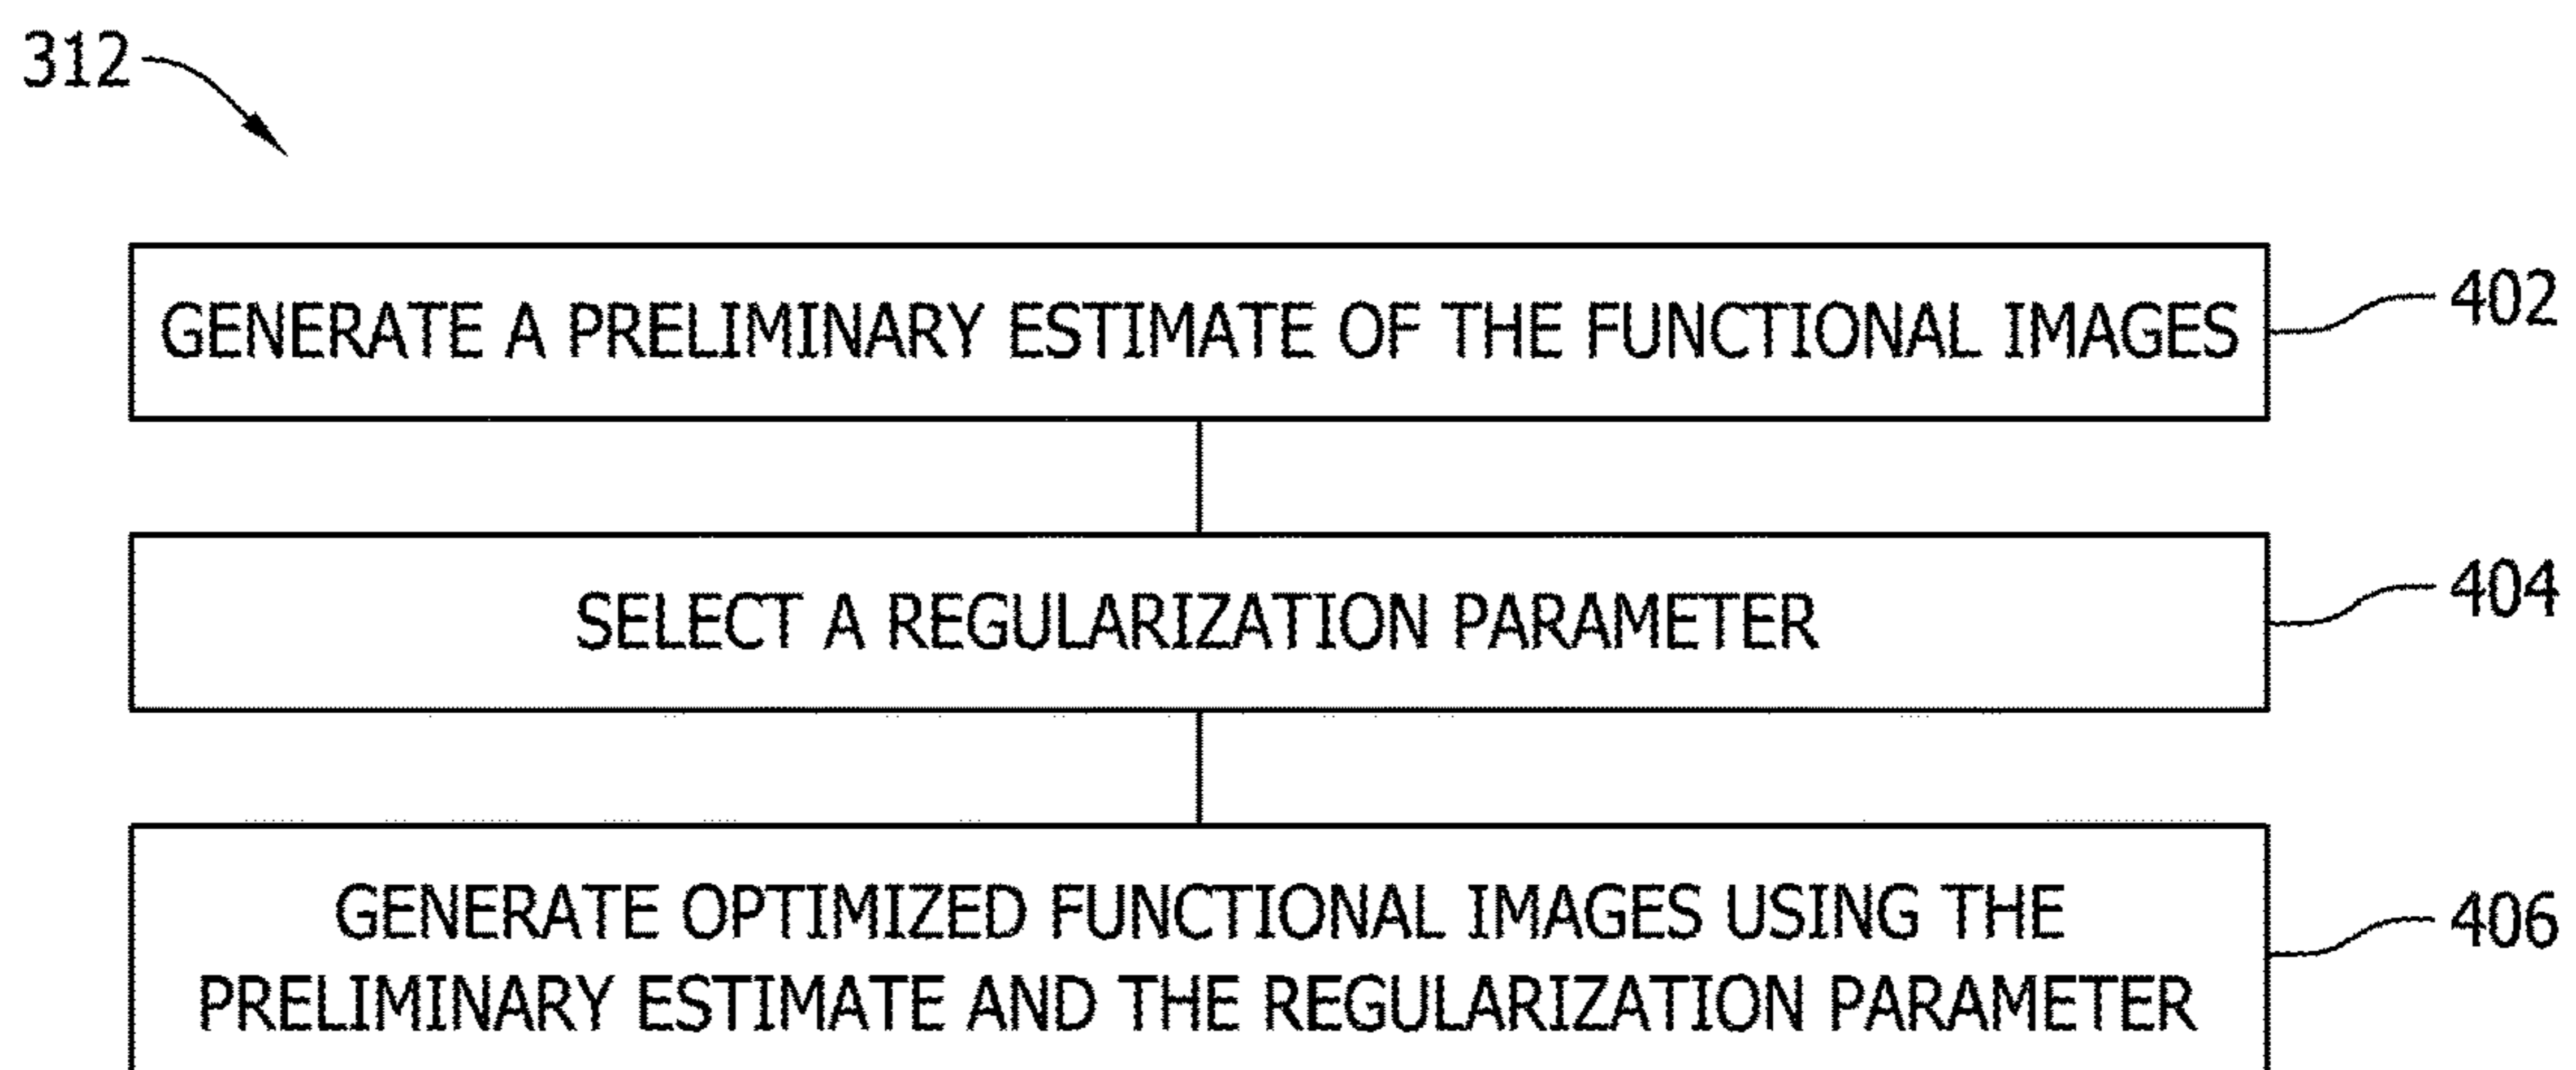 312
GENERATE A PRELIMINARY ESTIMATE OF THE FUNCTIONAL IMAGES
402
SELECT A REGULARIZATION PARAMETER
404
GENERATE OPTIMIZED FUNCTIONAL IMAGES USING THE
PRELIMINARY ESTIMATE AND THE REGULARIZATION PARAMETER
406